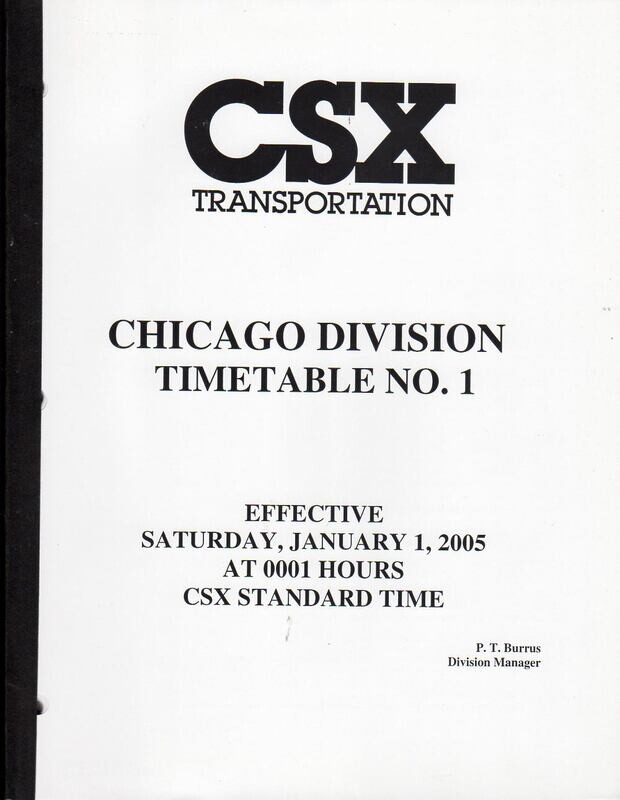 CSX
TRANSPORTATION
CHICAGO DIVISION
TIMETABLE NO. 1
EFFECTIVE
SATURDAY, JANUARY 1, 2005
AT 0001 HOURS
CSX STANDARD TIME
P. T. Burrus
Division Manager